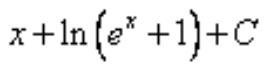 x + ln(e^x + 1) + C